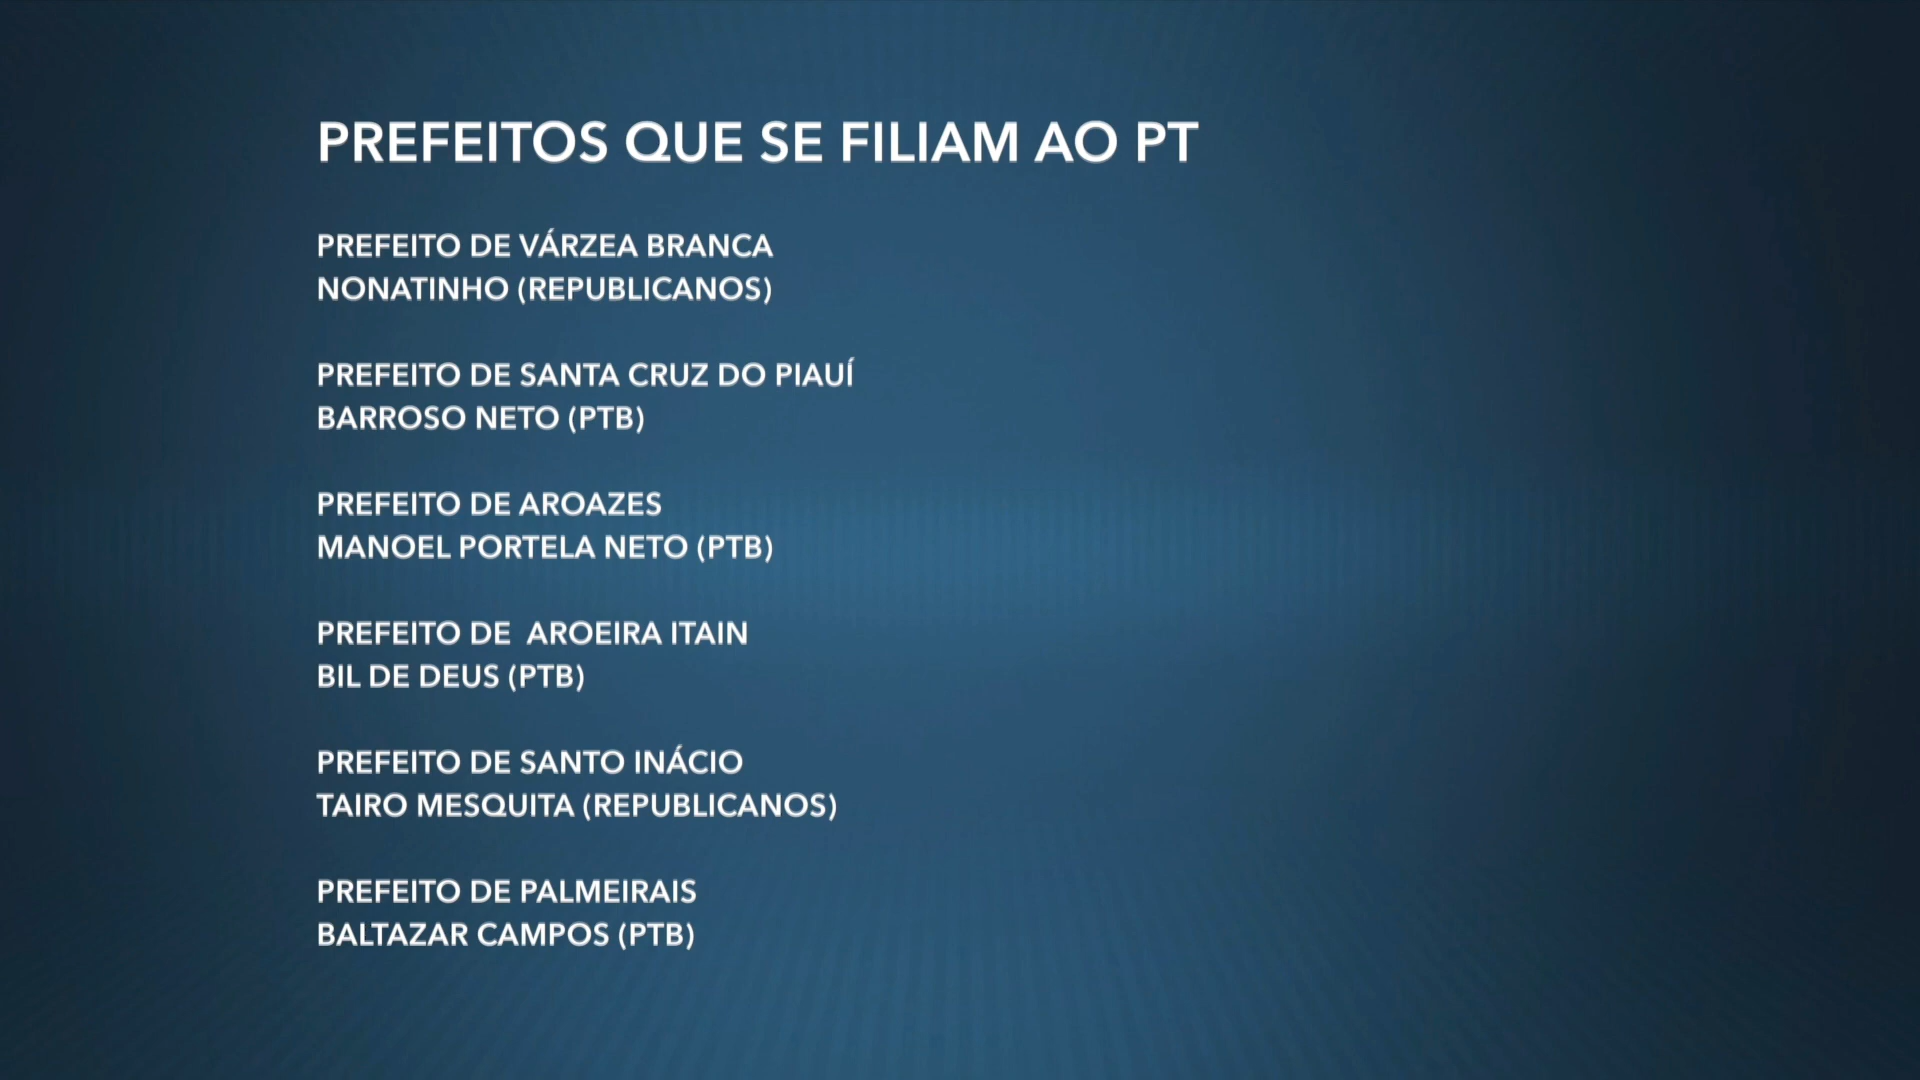 PREFEITOS QUE SE FILIAM AO PT
PREFEITO DE VÁRZEA BRANCA
NONATINHO (REPUBLICANOS)
PREFEITO DE SANTA CRUZ DO PIAUÍ
BARROSO NETO (PTB)
PREFEITO DE AROAZES
MANOEL PORTELA NETO (PTB)
PREFEITO DE  AROEIRA ITAIN
BIL DE DEUS (PTB)
PREFEITO DE SANTO INÁCIO
TAIRO MESQUITA (REPUBLICANOS)
PREFEITO DE PALMEIRAIS
BALTAZAR CAMPOS (PTB)